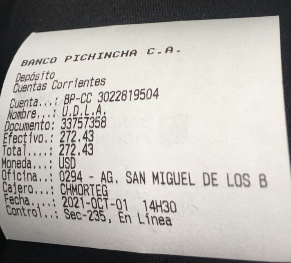 BANCO PICHINCHA C.A.
Depósito
Cuentas Corrientes
Cuenta...: BP-CC 3022819504
Nombre...: U.D.L.A.
Documento: 33757358
Efectivo.: 272.43
Total....: 272.43
Moneda...: USD
Oficina..: 0294 - AG. SAN MIGUEL DE LOS B
Cajero...: CHMORTEG
Fecha....: 2021-OCT-01 14H30
Control..: Sec-235, En Línea